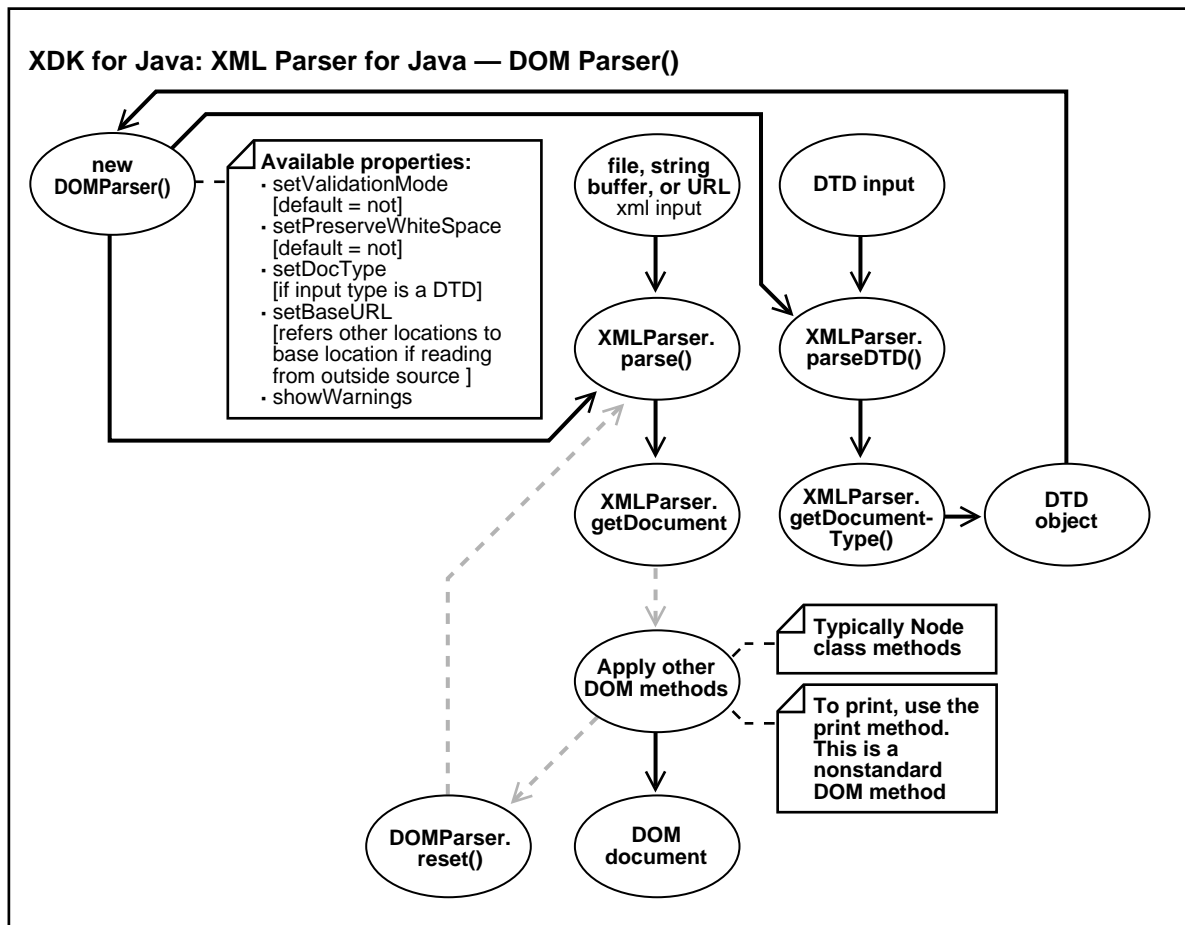 XDK for Java: XML Parser for Java — DOM Parser()
new
DOMParser()
Available properties:
· setValidationMode
[default = not]
· setPreserveWhiteSpace
[default = not]
· setDocType
[if input type is a DTD]
· setBaseURL
[refers other locations to
base location if reading
from outside source ]
· showWarnings
file, string
buffer, or URL
xml input
DTD input
XMLParser.
parse()
XMLParser.
parseDTD()
XMLParser.
getDocument
XMLParser.
getDocument-
Type()
DTD
object
Apply other
DOM methods
Typically Node
class methods
To print, use the
print method.
This is a
nonstandard
DOM method
DOMParser.
reset()
DOM
document